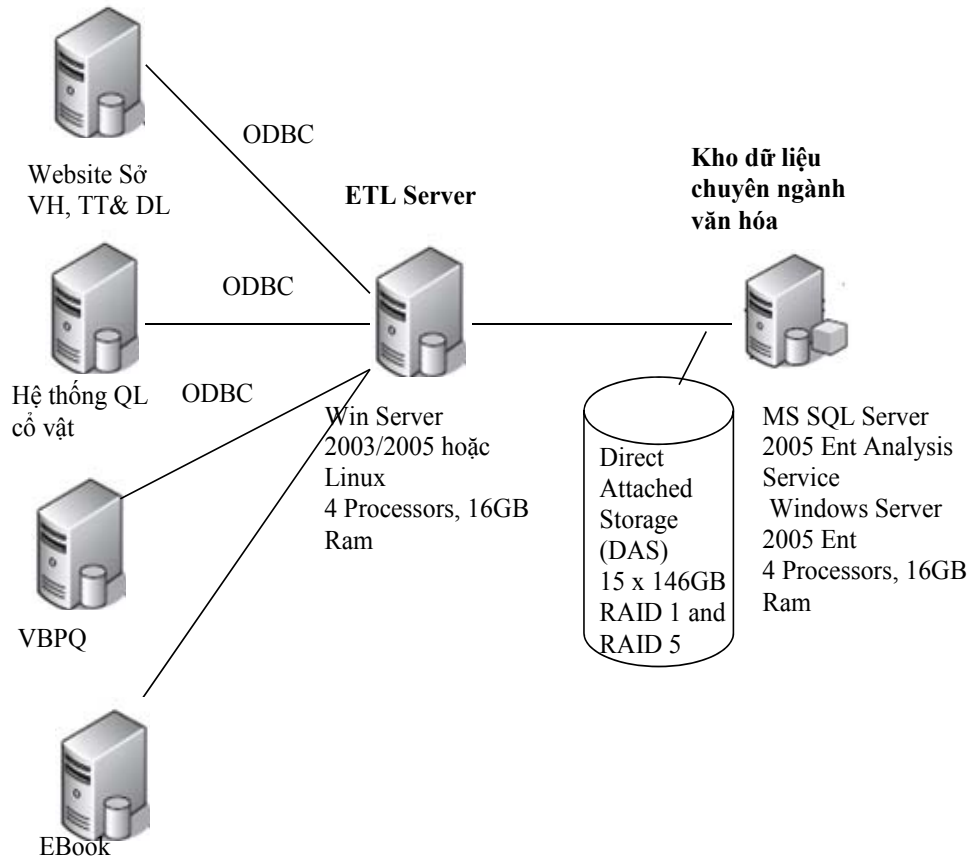 ODBC
Website Sở
VH, TT& DL
ETL Server
Kho dữ liệu
chuyên ngành
văn hóa
ODBC
Hệ thống QL
cổ vật
ODBC
Win Server
2003/2005 hoặc
Linux
4 Processors, 16GB
Ram
Direct
Attached
Storage
(DAS)
15 x 146GB
RAID 1 and
RAID 5
MS SQL Server
2005 Ent Analysis
Service
Windows Server
2005 Ent
4 Processors, 16GB
Ram
VBPQ
EBook